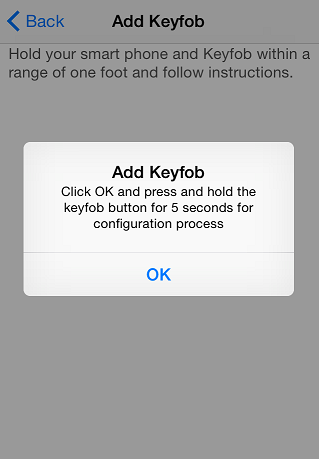 Back Add Keyfob
Hold your smart phone and Keyfob within a
range of one foot and follow instructions.
Add Keyfob
Click OK and press and hold the
keyfob button for 5 seconds for
configuration process
OK